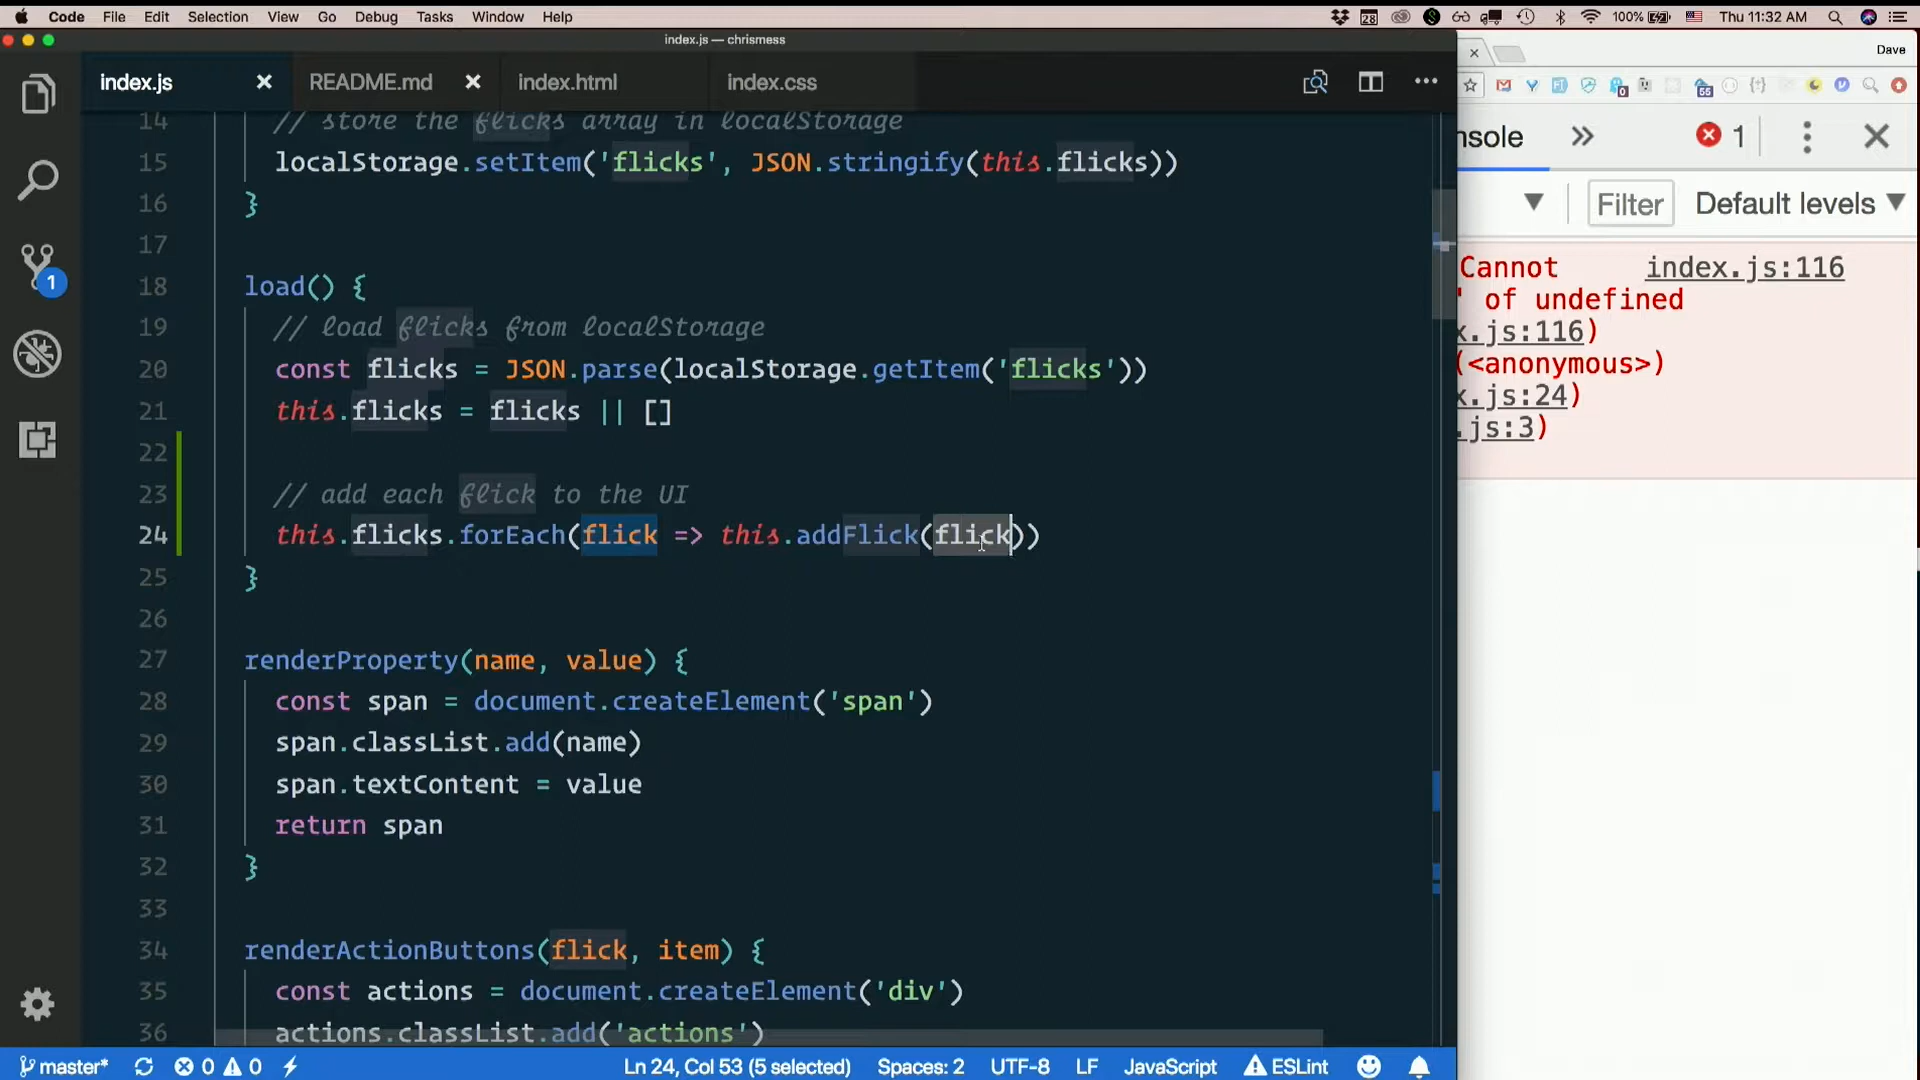 Code File Edit Selection View Go Debug Tasks Window Help 28 100% Thu 11:32 AM
index.js — chrismess
Dave
index.js README.md index.html index.css
0 55
nsole 1
Filter Default levels
14 // store the flicks array in localStorage
15 localStorage.setItem('flicks', JSON.stringify(this.flicks))
16 }
17
18 load() {
19 // load flicks from localStorage
20 const flicks = JSON.parse(localStorage.getItem('flicks'))
21 this.flicks = flicks || []
22
23 // add each flick to the UI
24 this.flicks.forEach(flick => this.addFlick(flick))
25 }
26
27 renderProperty(name, value) {
28 const span = document.createElement('span')
29 span.classList.add(name)
30 span.textContent = value
31 return span
32 }
33
34 renderActionButtons(flick, item) {
35 const actions = document.createElement('div')
36 actions.classList.add('actions')
1
Cannot index.js:116
' of undefined
x.js:116)
(<anonymous>)
x.js:24)
.js:3)
master* 0 0 Ln 24, Col 53 (5 selected) Spaces: 2 UTF-8 LF JavaScript ESLint